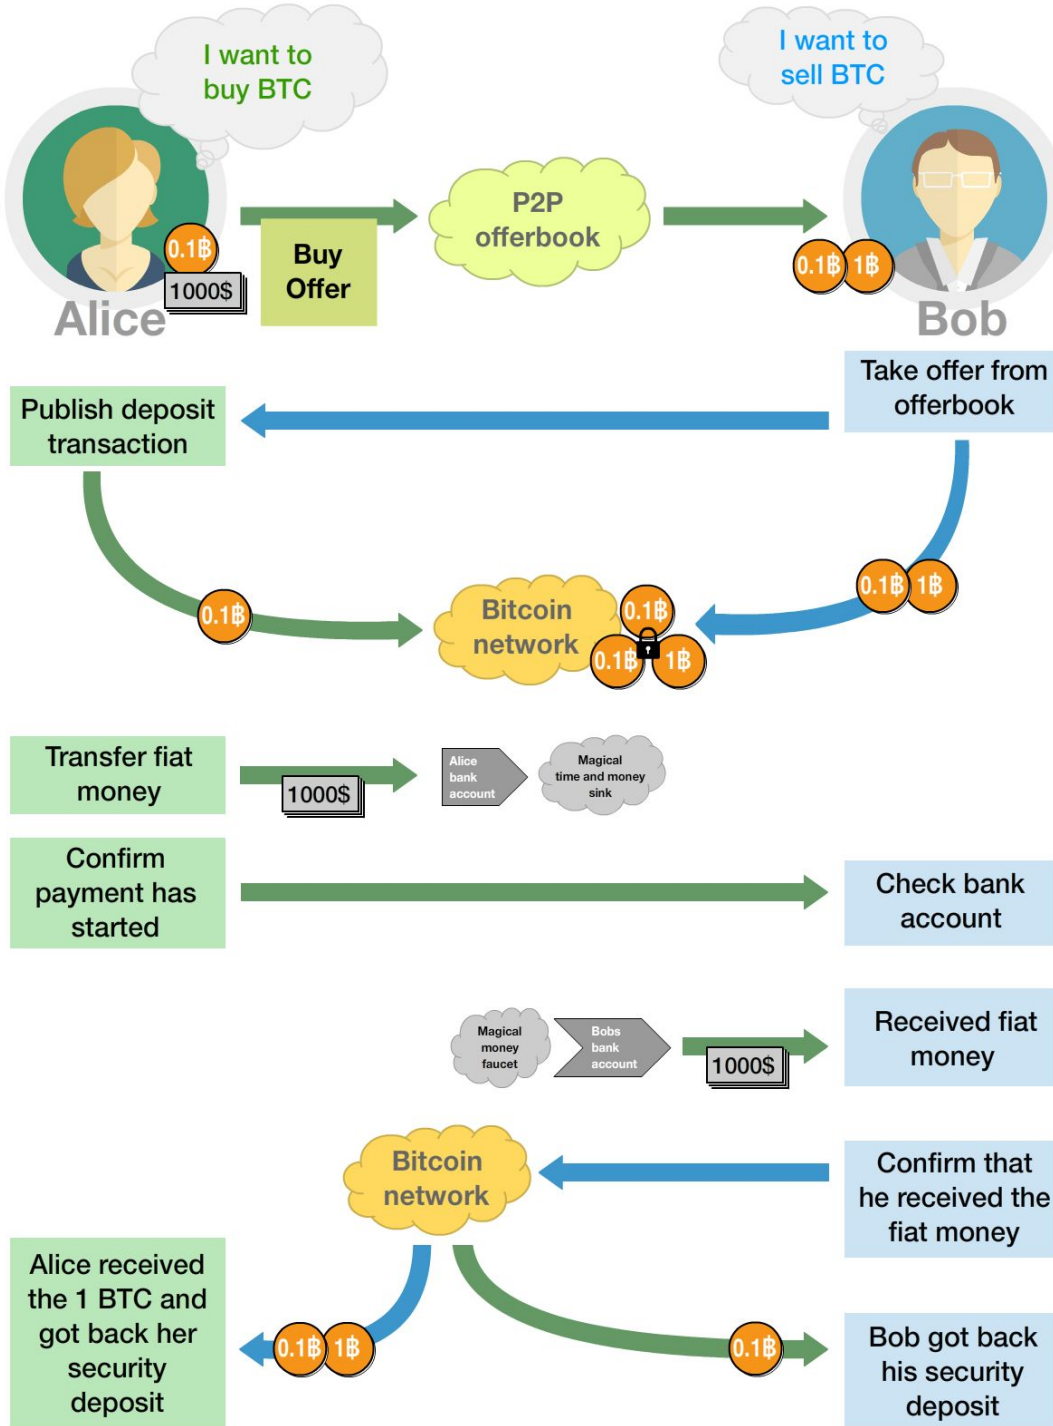 I want to
buy BTC
I want to
sell BTC
0.1฿
1000$
Alice
Buy
Offer
P2P
offerbook
0.1฿
1฿
Bob
Take offer from
offerbook
Publish deposit
transaction
0.1฿
Bitcoin
network
0.1฿
0.1฿
1฿
0.1฿
1฿
Transfer fiat
money
1000$
Alice
bank
account
Magical
time and money
sink
Confirm
payment has
started
Check bank
account
Magical
money
faucet
Bobs
bank
account
1000$
Received fiat
money
Bitcoin
network
Confirm that
he received the
fiat money
Alice received
the 1 BTC and
got back her
security
deposit
0.1฿
1฿
0.1฿
Bob got back
his security
deposit